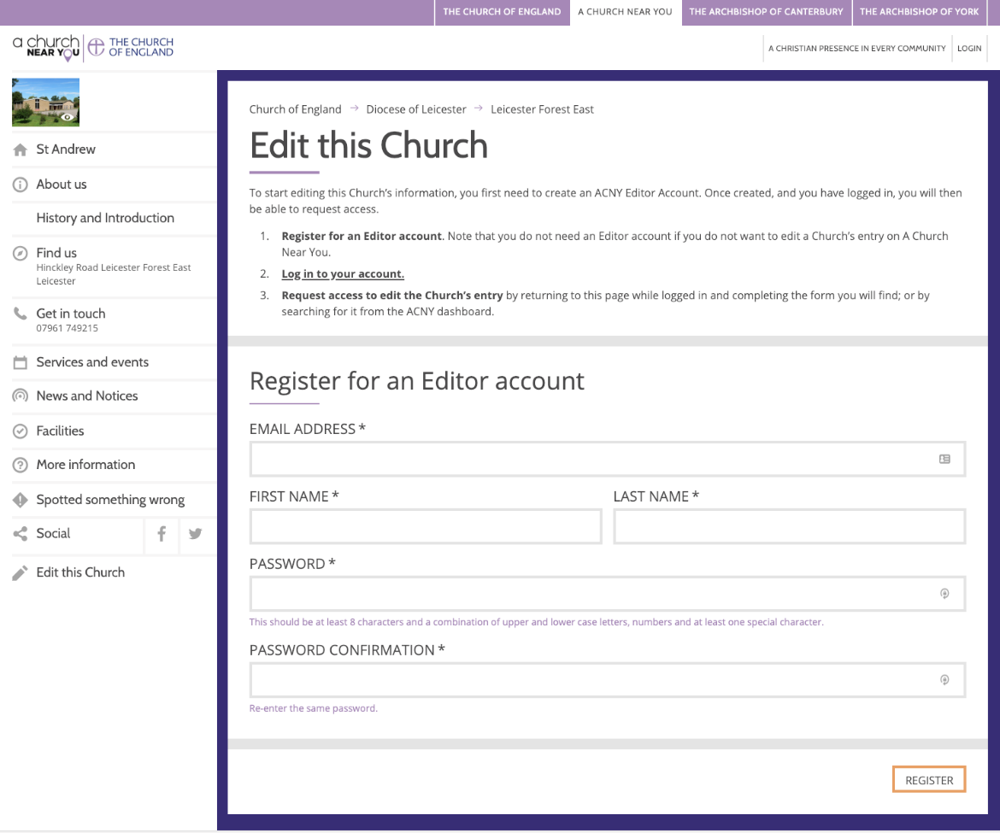 THE CHURCH OF ENGLAND
A CHURCH NEAR YOU
THE ARCHBISHOP OF CANTERBURY
THE ARCHBISHOP OF YORK
a church
NEAR YOU
THE CHURCH
OF ENGLAND
A CHRISTIAN PRESENCE IN EVERY COMMUNITY
LOGIN
St Andrew
About us
History and Introduction
Find us
Hinckley Road Leicester Forest East
Leicester
Get in touch
07961 749215
Services and events
News and Notices
Facilities
More information
Spotted something wrong
Social
Edit this Church
Church of England → Diocese of Leicester → Leicester Forest East
Edit this Church
To start editing this Church's information, you first need to create an ACNY Editor Account. Once created, and you have logged in, you will then
be able to request access.
1. Register for an Editor account. Note that you do not need an Editor account if you do not want to edit a Church's entry on A Church
Near You.
2. Log in to your account.
3. Request access to edit the Church's entry by returning to this page while logged in and completing the form you will find; or by
searching for it from the ACNY dashboard.
Register for an Editor account
EMAIL ADDRESS *
FIRST NAME *
LAST NAME *
PASSWORD *
This should be at least 8 characters and a combination of upper and lower case letters, numbers and at least one special character.
PASSWORD CONFIRMATION *
Re-enter the same password.
REGISTER